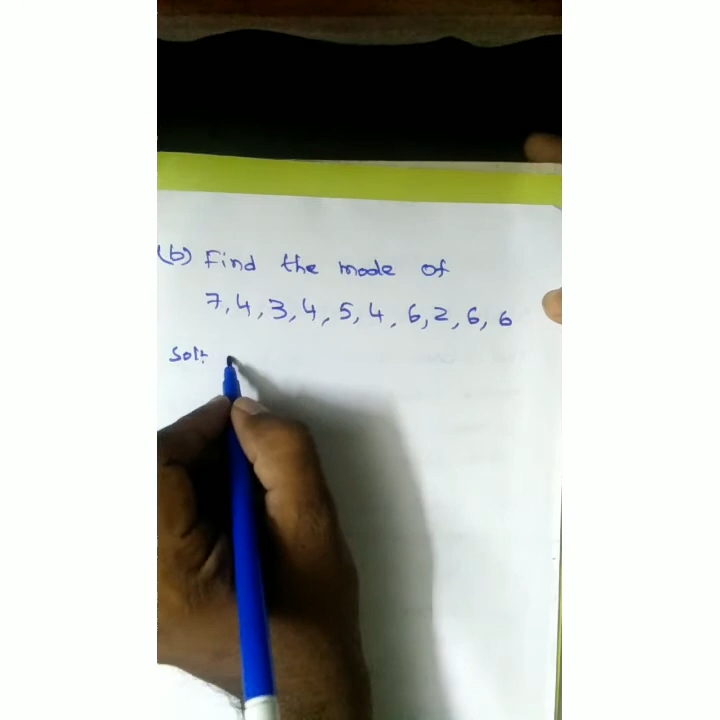 (b) Find the mode of
7, 4, 3, 4, 5, 4, 6, 2, 6, 6
Sol: